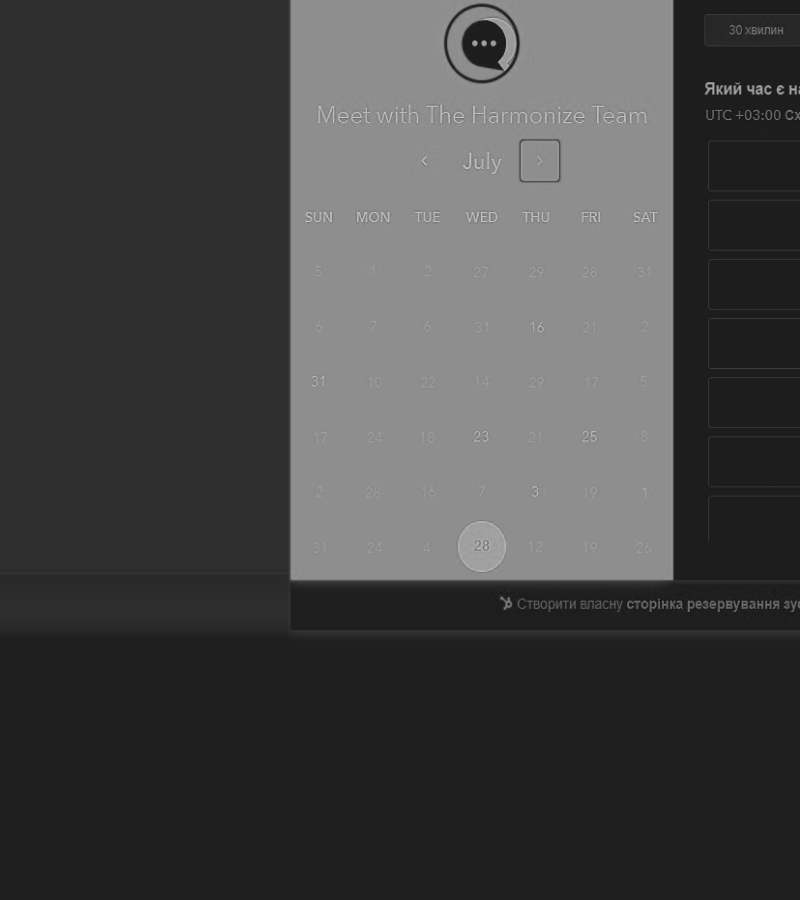 30 хвилин
Який час є на
UTC +03:00 Сх
Meet with The Harmonize Team
July
SUN MON TUE WED THU FRI SAT
5 1 2 27 29 28 31
6 7 6 31 16 21 2
31 10 22 14 29 17 5
17 24 18 23 21 25 8
2 28 16 7 3 19 1
31 24 4 28 12 19 26
Створити власну сторінка резервування зус